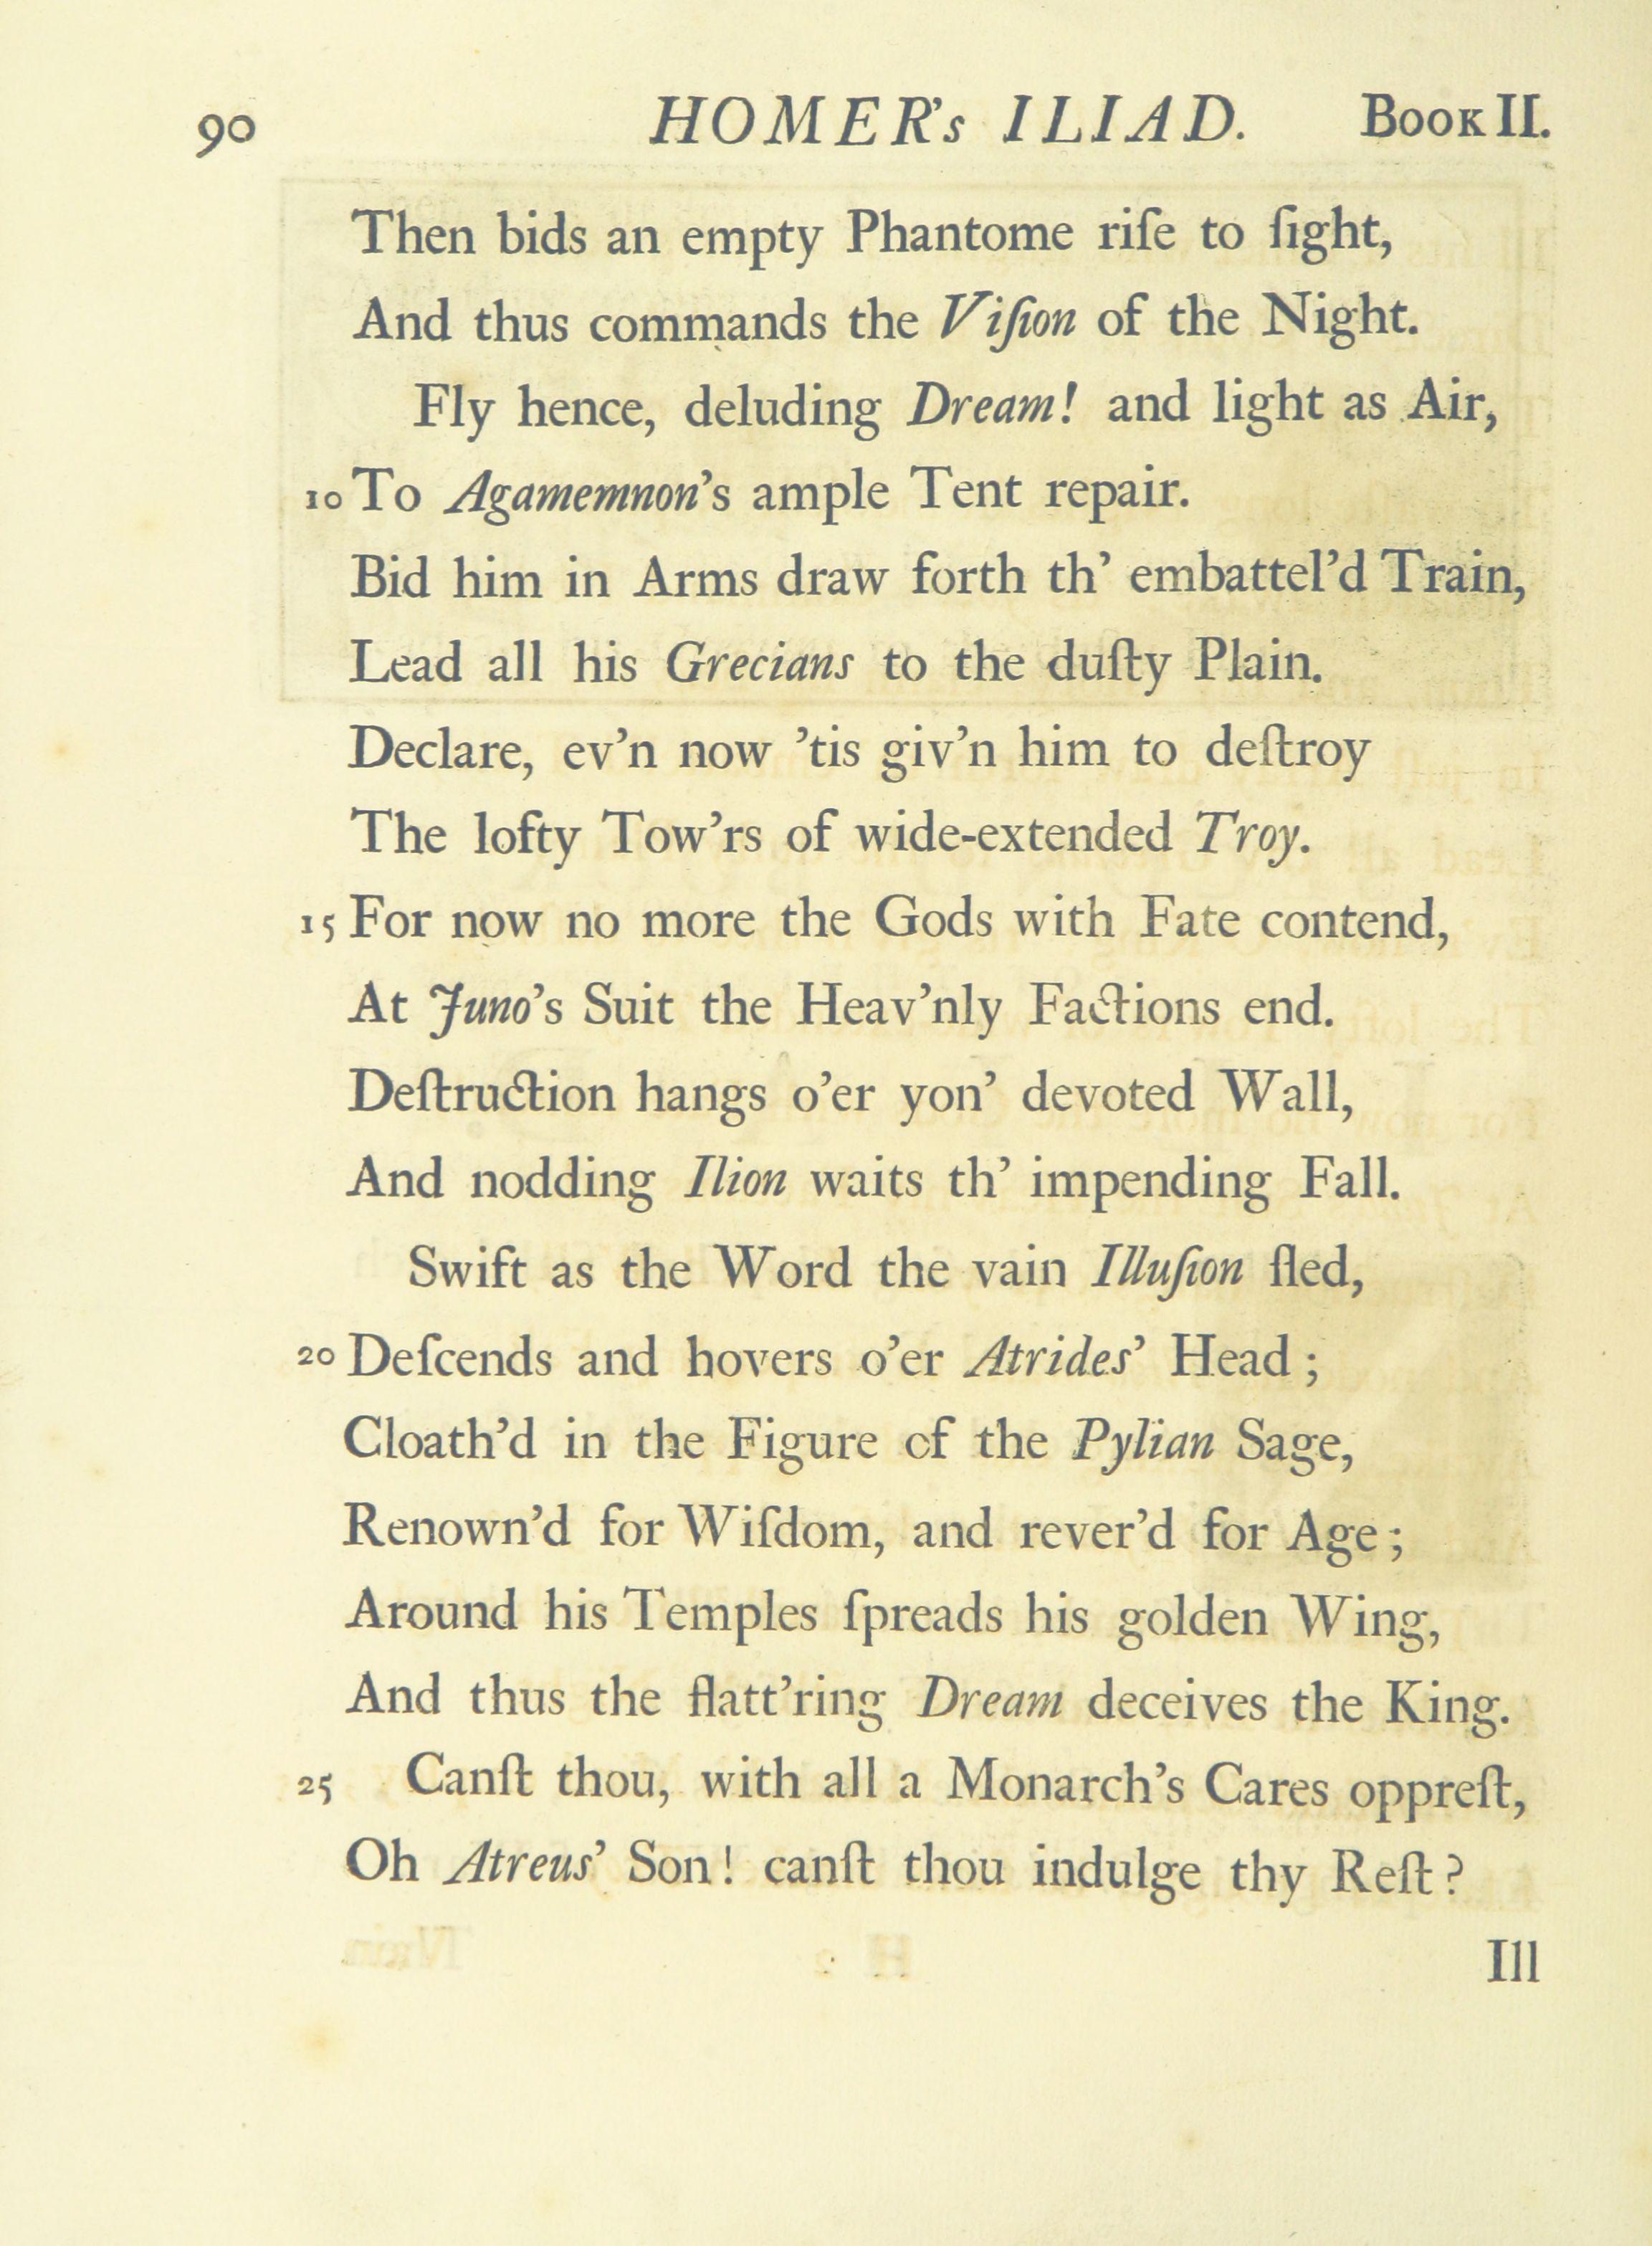 90 HOMER's ILIAD. BOOK II.
Then bids an empty Phantome riſe to ſight,
And thus commands the Viſion of the Night.
Fly hence, deluding Dream! and light as Air,
10 To Agamemnon's ample Tent repair.
Bid him in Arms draw forth th' embattel'd Train,
Lead all his Grecians to the duſty Plain.
Declare, ev'n now 'tis giv'n him to deſtroy
The lofty Tow'rs of wide-extended Troy.
15 For now no more the Gods with Fate contend,
At Juno's Suit the Heav'nly Factions end.
Deſtruction hangs o'er yon' devoted Wall,
And nodding Ilion waits th' impending Fall.
Swift as the Word the vain Illuſion fled,
20 Deſcends and hovers o'er Atrides' Head;
Cloath'd in the Figure of the Pylian Sage,
Renown'd for Wiſdom, and rever'd for Age;
Around his Temples ſpreads his golden Wing,
And thus the flatt'ring Dream deceives the King.
25 Canſt thou, with all a Monarch's Cares oppreſt,
Oh Atreus' Son! canſt thou indulge thy Reſt?
Ill